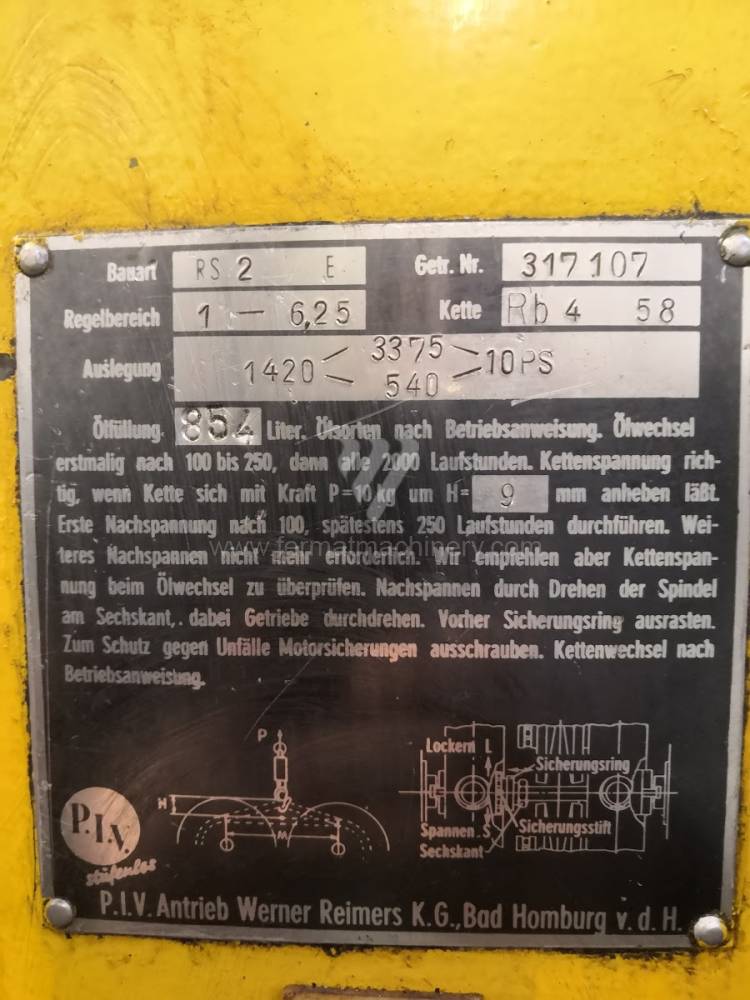 Bauart RS 2 E Getr. Nr. 317107
Regelbereich 1 — 6,25 Kette Rb 4 58
Auslegung 1420 < 3375 > 10PS
< 540 >
Ölfüllung 854 Liter. Ölsorten nach Betriebsanweisung. Ölwechsel
erstmalig nach 100 bis 250, dann alle 2000 Laufstunden. Kettenspannung rich-
tig, wenn Kette sich mit Kraft P=10 kg um H= 9 mm anheben läßt.
Erste Nachspannung nach 100, spätestens 250 Laufstunden durchführen. Wei-
www.fermatmachinery.com
teres Nachspannen nicht mehr erforderlich. Wir empfehlen aber Kettenspan-
nung beim Ölwechsel zu überprüfen. Nachspannen durch Drehen der Spindel
am Sechskant, dabei Getriebe durchdrehen. Vorher Sicherungsring ausrasten.
Zum Schutz gegen Unfälle Motorsicherungen ausschrauben. Kettenwechsel nach
Betriebsanweisung.
P
H
M
Lockern L
Sicherungsring
Spannen S
Sicherungsstift
Sechskant
P.I.V.
stufenlos
P.I.V. Antrieb Werner Reimers K.G., Bad Homburg v. d. H.